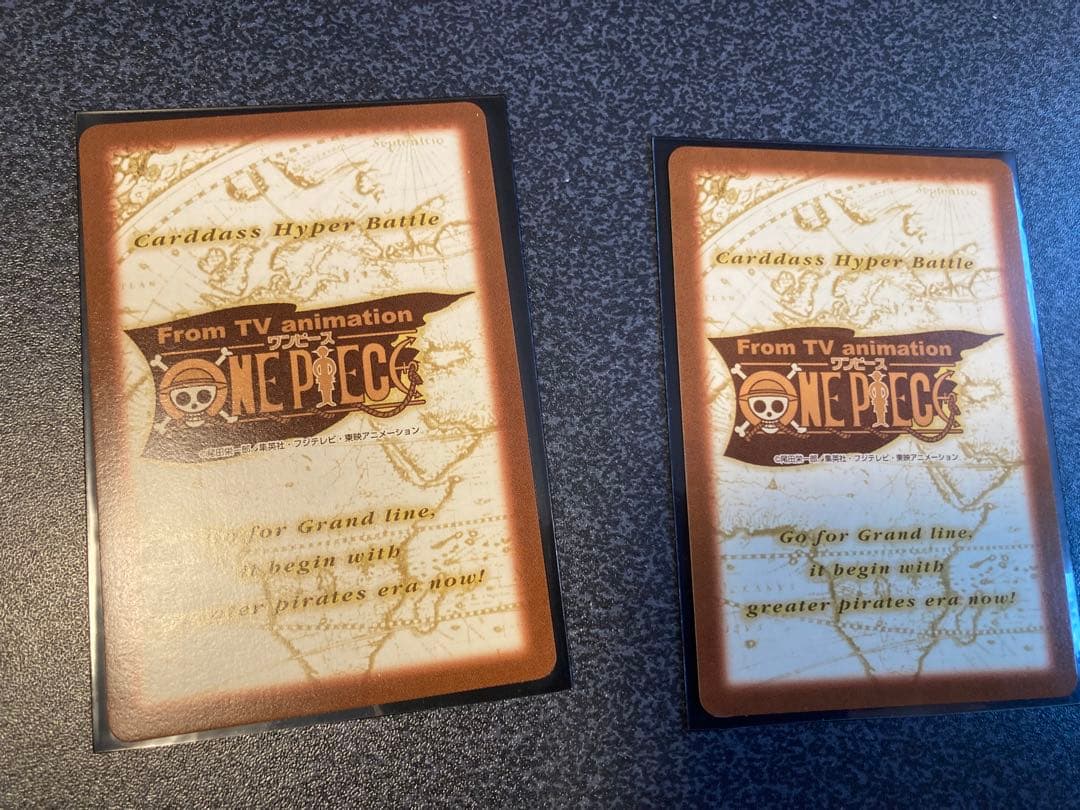 Septentrio
Carddass Hyper Battle
From TV animation
ワンピース
ONE PIECE
©尾田栄一郎/集英社・フジテレビ・東映アニメーション
Go for Grand line,
it begin with
greater pirates era now!
Septentrio
Carddass Hyper Battle
From TV animation
ワンピース
ONE PIECE
©尾田栄一郎/集英社・フジテレビ・東映アニメーション
Go for Grand line,
it begin with
greater pirates era now!